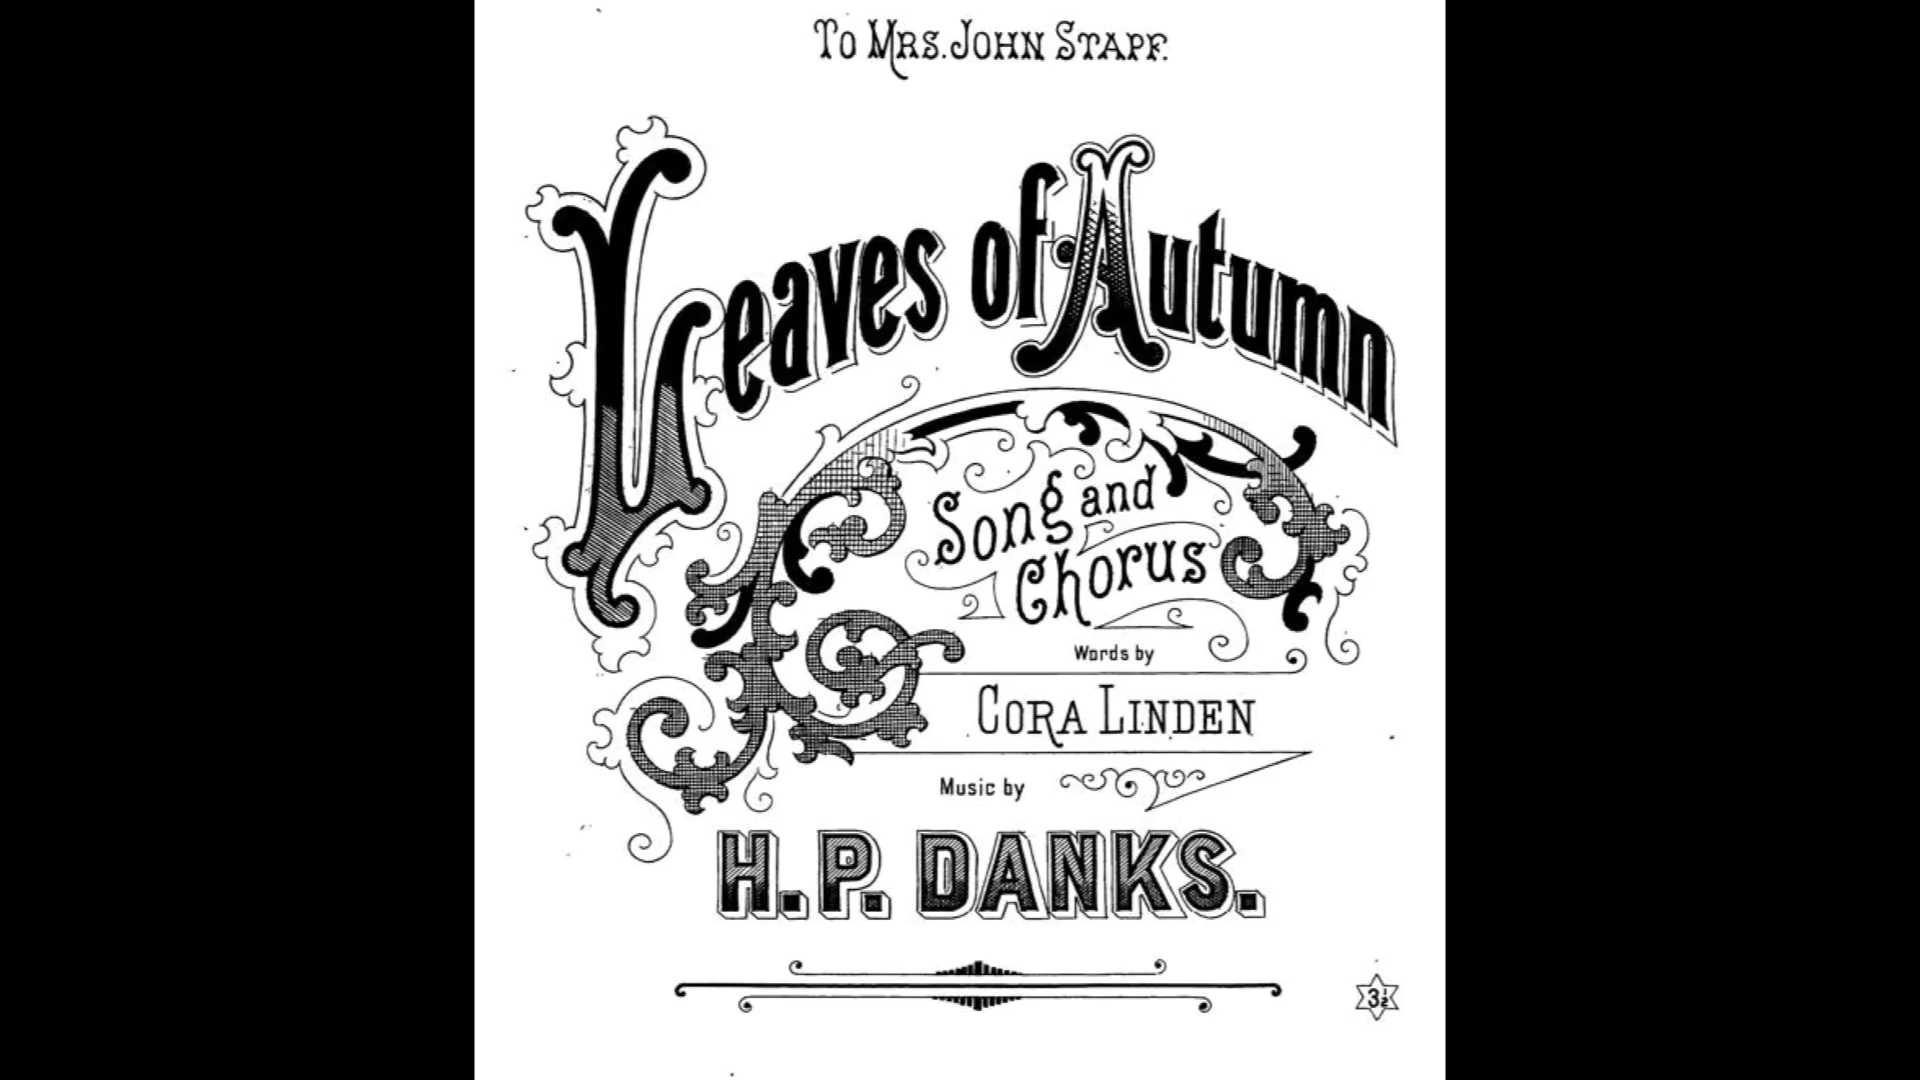 To Mrs. John Stapf.
Leaves of Autumn
Song and
Chorus
Words by
Cora Linden
Music by
H. P. DANKS.
3½